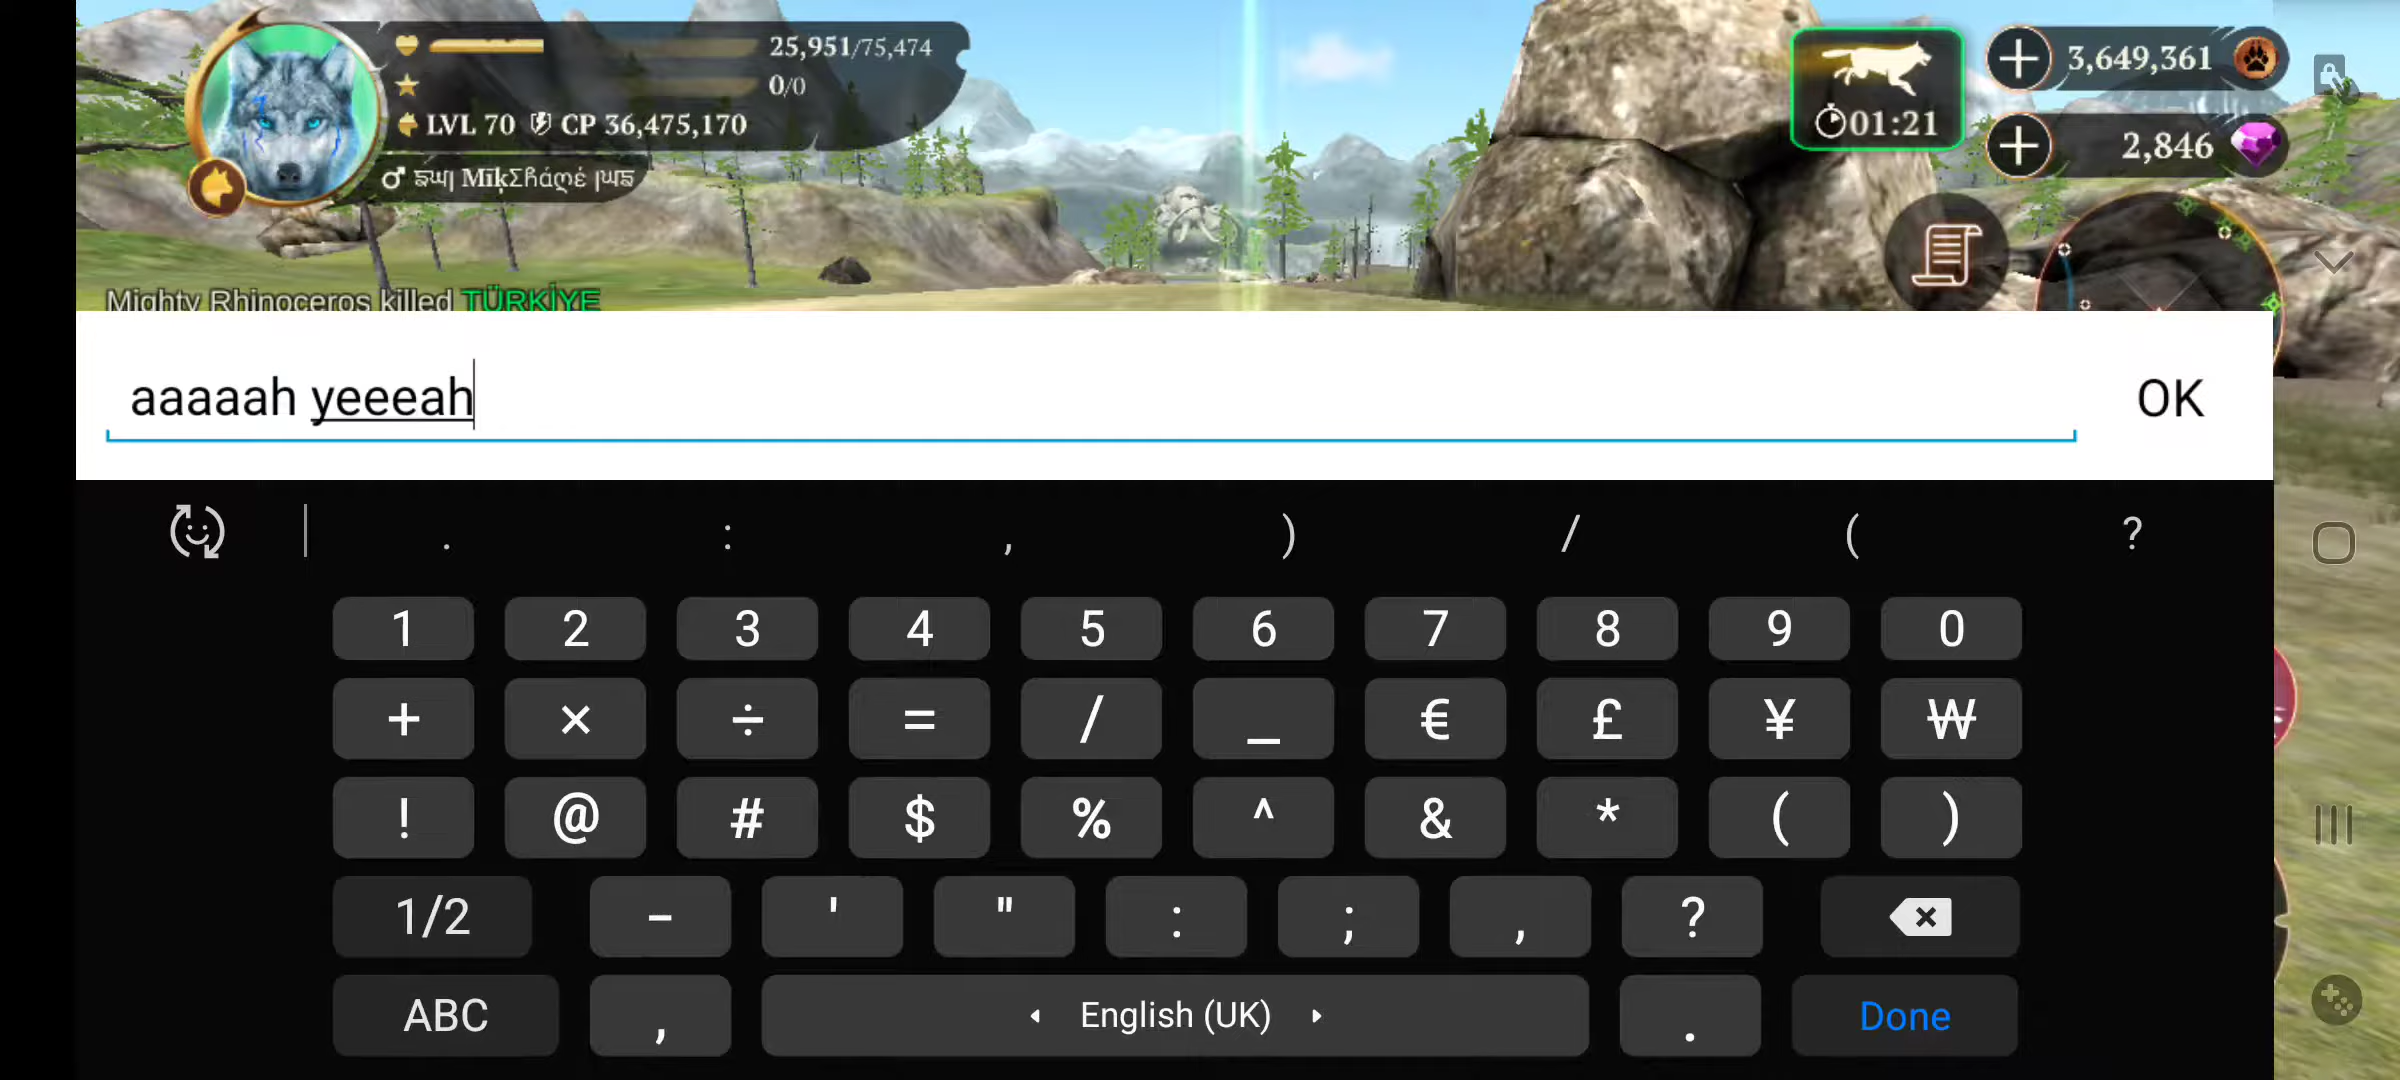 25,951/75,474
0/0
LVL 70 CP 36,475,170
01:21
3,649,361
2,846
Mighty Rhinoceros killed TÜRKİYE
aaaaah yeeeah
OK
. : , ) / ( ?
1 2 3 4 5 6 7 8 9 0
+ × ÷ = / _ € £ ¥ ₩
! @ # $ % ^ & * ( )
1/2 - ' " : ; , ?
ABC , English (UK) . Done